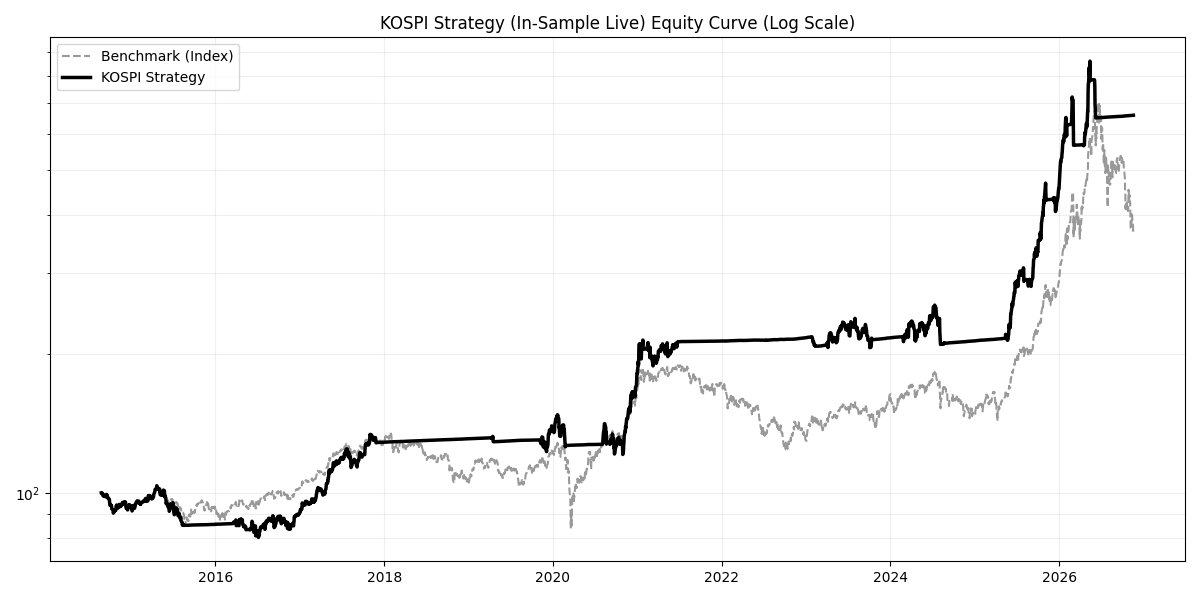 KOSPI Strategy (In-Sample Live) Equity Curve (Log Scale)
Benchmark (Index)
KOSPI Strategy
10²
2016 2018 2020 2022 2024 2026